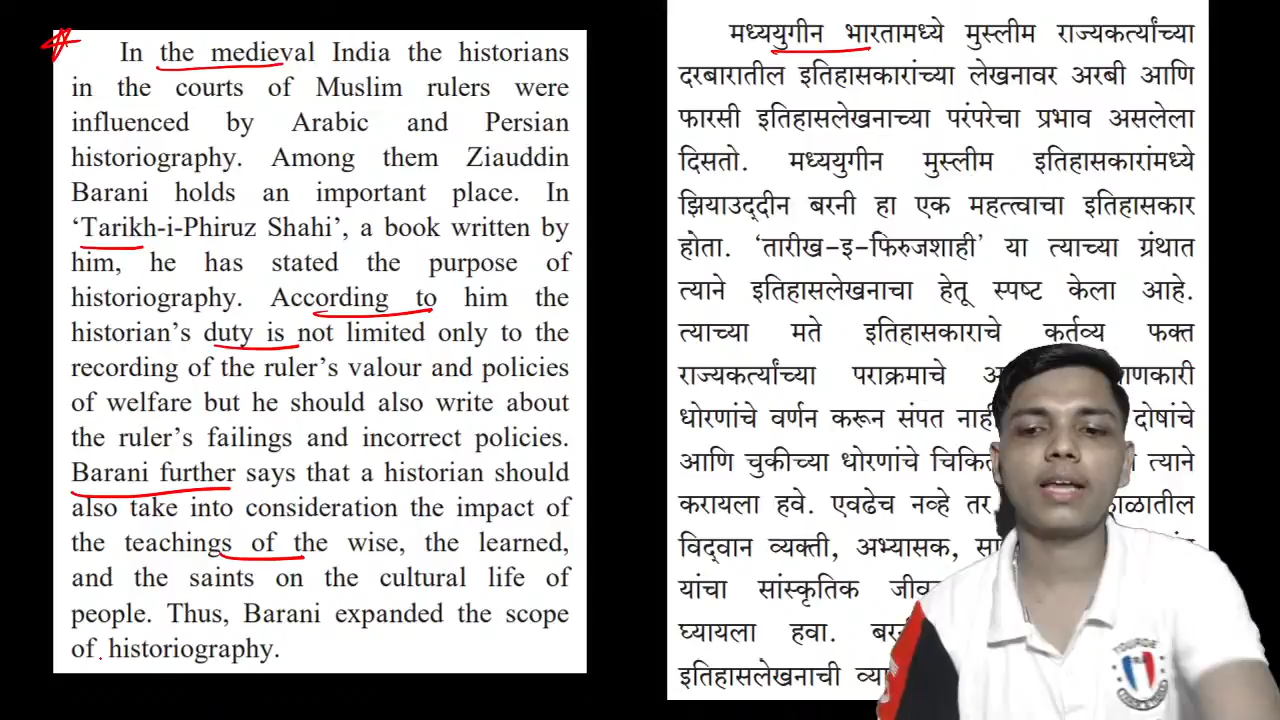 In the medieval India the historians
in the courts of Muslim rulers were
influenced by Arabic and Persian
historiography. Among them Ziauddin
Barani holds an important place. In
‘Tarikh-i-Phiruz Shahi’, a book written by
him, he has stated the purpose of
historiography. According to him the
historian’s duty is not limited only to the
recording of the ruler’s valour and policies
of welfare but he should also write about
the ruler’s failings and incorrect policies.
Barani further says that a historian should
also take into consideration the impact of
the teachings of the wise, the learned,
and the saints on the cultural life of
people. Thus, Barani expanded the scope
of historiography.
मध्ययुगीन भारतामध्ये मुस्लीम राज्यकर्त्यांच्या
दरबारातील इतिहासकारांच्या लेखनावर अरबी आणि
फारसी इतिहासलेखनाच्या परंपरेचा प्रभाव असलेला
दिसतो. मध्ययुगीन मुस्लीम इतिहासकारांमध्ये
झियाउद्‌दीन बरनी हा एक महत्त्वाचा इतिहासकार
होता. ‘तारीख-इ-फिरुजशाही’ या त्याच्या ग्रंथात
त्याने इतिहासलेखनाचा हेतू स्पष्ट केला आहे.
त्याच्या मते इतिहासकाराचे कर्तव्य फक्त
राज्यकर्त्यांच्या पराक्रमाचे
धोरणांचे वर्णन करून संपत दोषांचे
आणि चुकीच्या धोरणांचे त्याने
करायला हवे. एवढेच नव्हे तर
विद्‌वान व्यक्ती, अभ्यासक,
यांचा सांस्कृतिक
घ्यायला हवा.
इतिहासलेखनाची